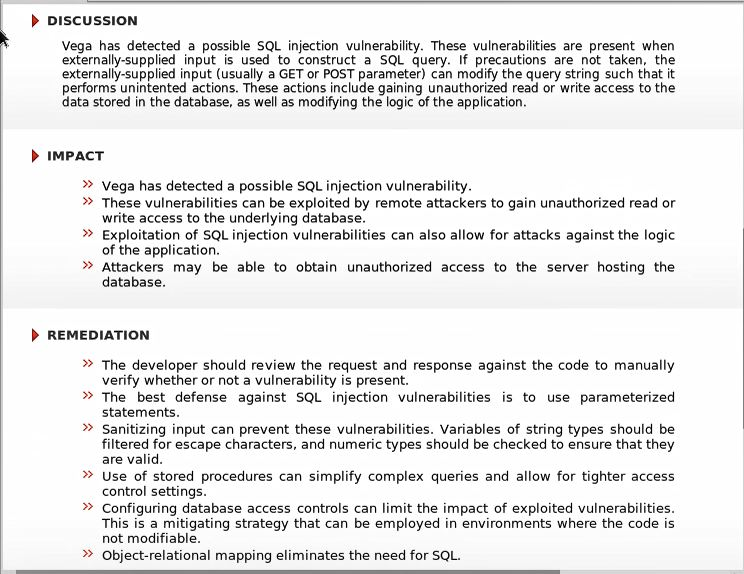 DISCUSSION
Vega has detected a possible SQL injection vulnerability. These vulnerabilities are present when
externally-supplied input is used to construct a SQL query. If precautions are not taken, the
externally-supplied input (usually a GET or POST parameter) can modify the query string such that it
performs unintented actions. These actions include gaining unauthorized read or write access to the
data stored in the database, as well as modifying the logic of the application.
IMPACT
Vega has detected a possible SQL injection vulnerability.
These vulnerabilities can be exploited by remote attackers to gain unauthorized read or
write access to the underlying database.
Exploitation of SQL injection vulnerabilities can also allow for attacks against the logic
of the application.
Attackers may be able to obtain unauthorized access to the server hosting the
database.
REMEDIATION
The developer should review the request and response against the code to manually
verify whether or not a vulnerability is present.
The best defense against SQL injection vulnerabilities is to use parameterized
statements.
Sanitizing input can prevent these vulnerabilities. Variables of string types should be
filtered for escape characters, and numeric types should be checked to ensure that they
are valid.
Use of stored procedures can simplify complex queries and allow for tighter access
control settings.
Configuring database access controls can limit the impact of exploited vulnerabilities.
This is a mitigating strategy that can be employed in environments where the code is
not modifiable.
Object-relational mapping eliminates the need for SQL.